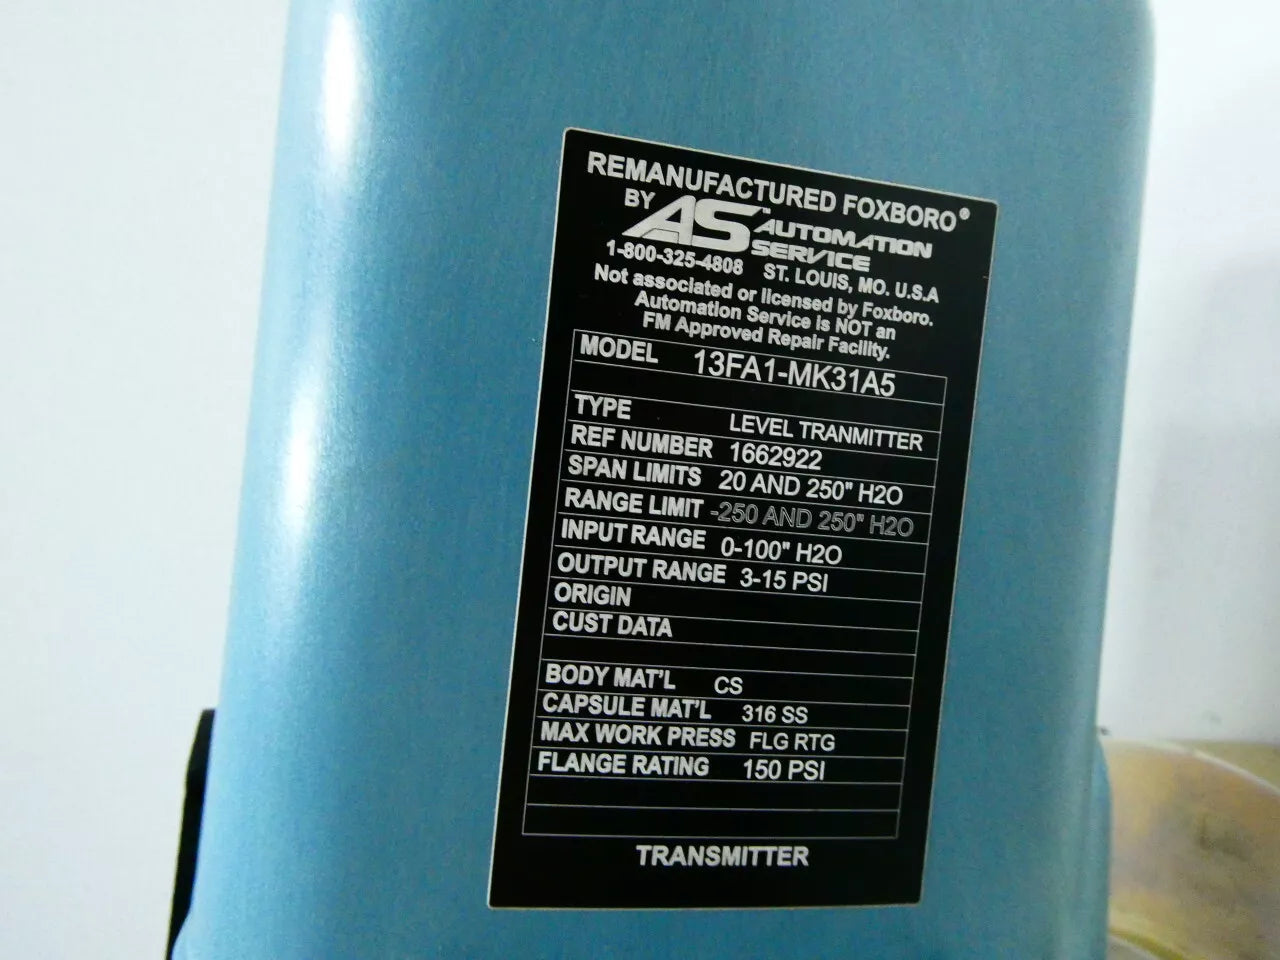 REMANUFACTURED FOXBORO®
BY AS™ AUTOMATION SERVICE
1-800-325-4808 ST. LOUIS, MO. U.S.A
Not associated or licensed by Foxboro.
Automation Service is NOT an
FM Approved Repair Facility.
MODEL 13FA1-MK31A5
TYPE LEVEL TRANMITTER
REF NUMBER 1662922
SPAN LIMITS 20 AND 250" H2O
RANGE LIMIT -250 AND 250" H2O
INPUT RANGE 0-100" H2O
OUTPUT RANGE 3-15 PSI
ORIGIN
CUST DATA
BODY MAT'L CS
CAPSULE MAT'L 316 SS
MAX WORK PRESS FLG RTG
FLANGE RATING 150 PSI
TRANSMITTER